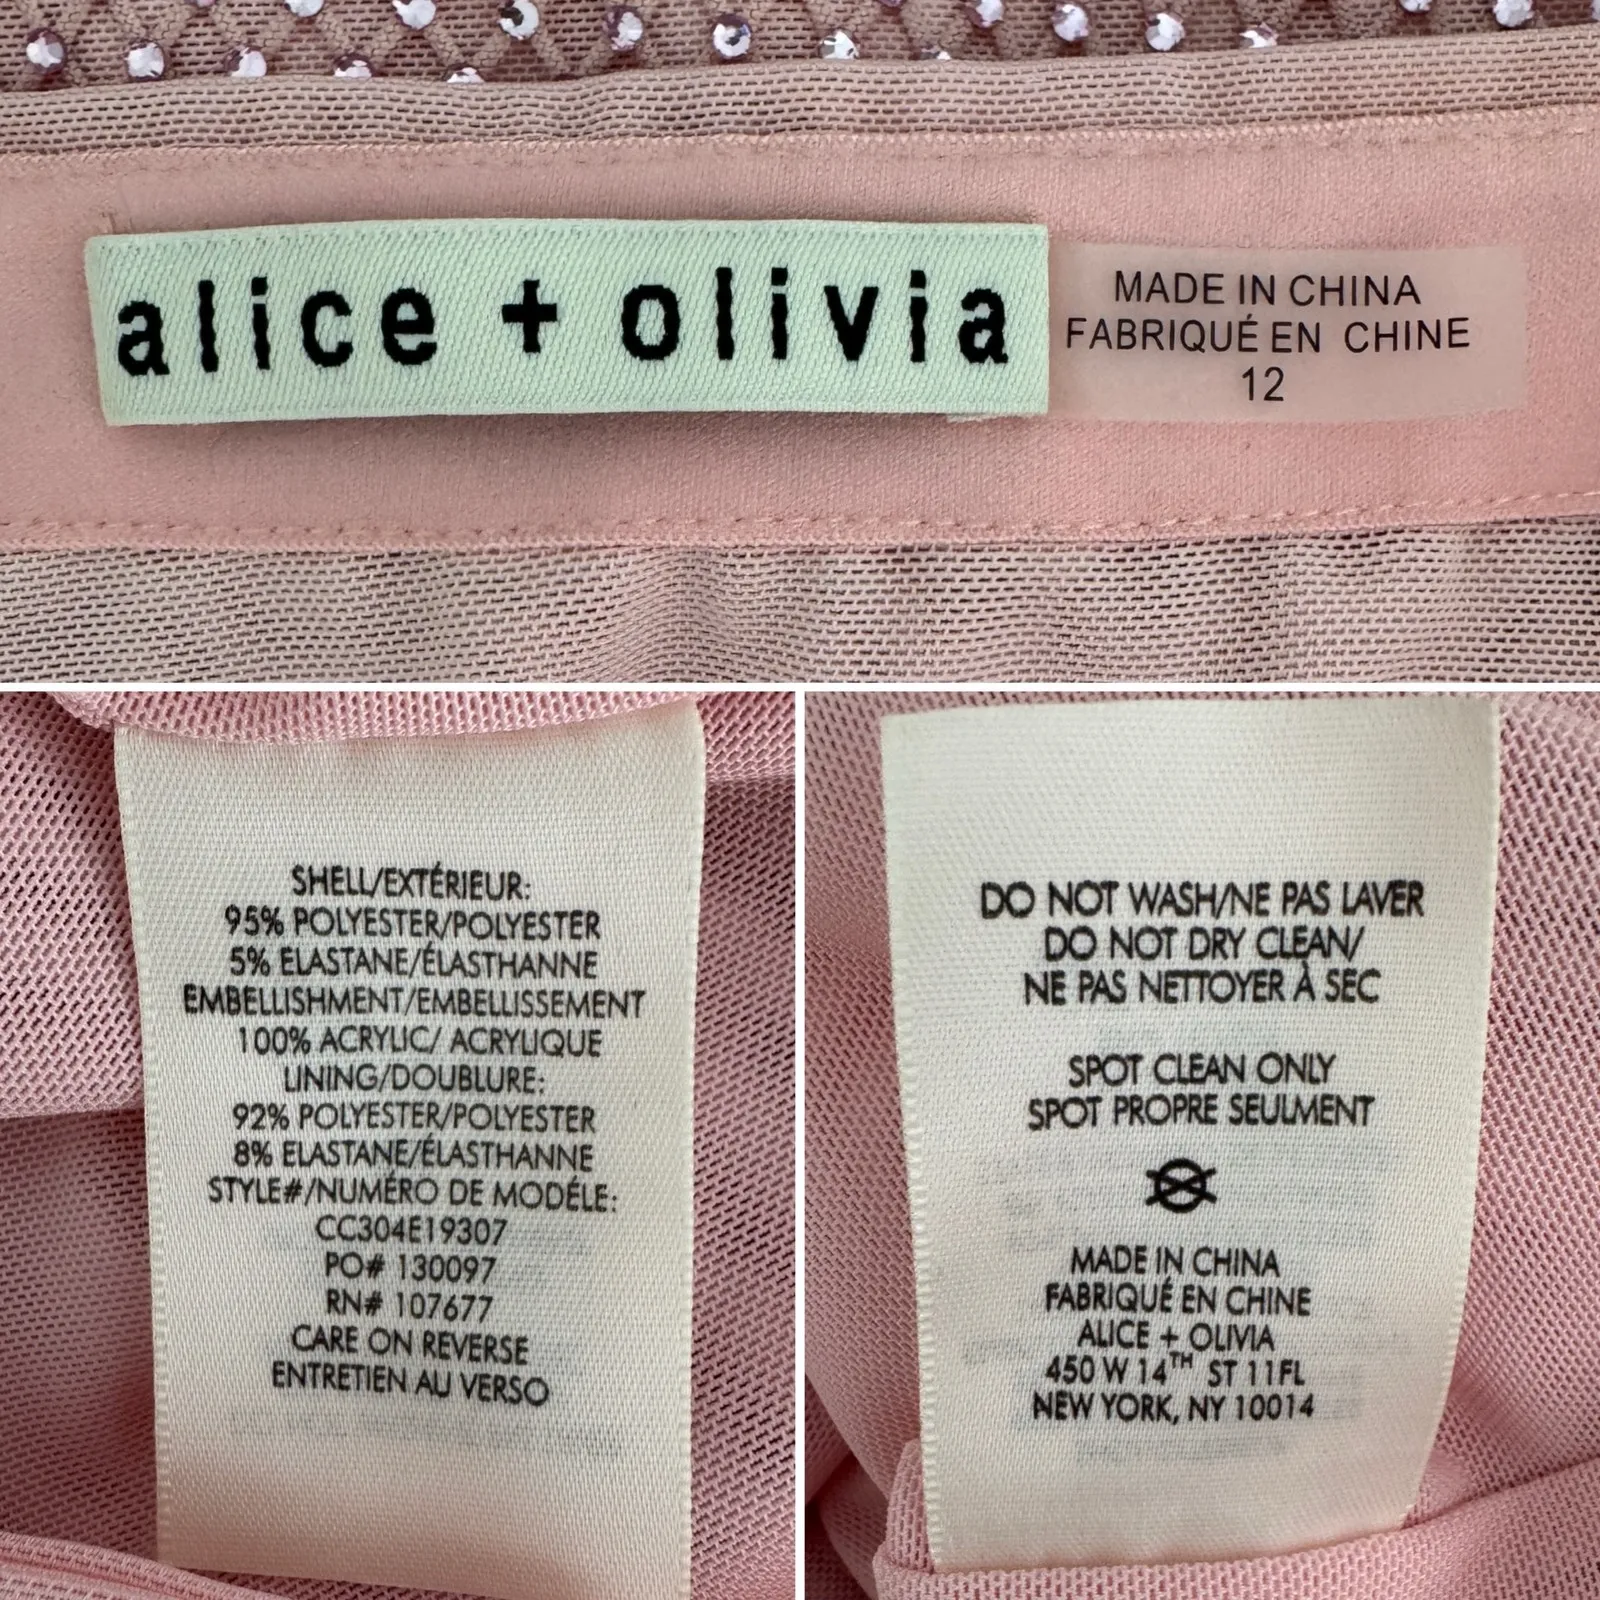 alice + olivia
MADE IN CHINA
FABRIQUÉ EN CHINE
12
SHELL/EXTÉRIEUR:
95% POLYESTER/POLYESTER
5% ELASTANE/ÉLASTHANNE
EMBELLISHMENT/EMBELLISSEMENT
100% ACRYLIC/ ACRYLIQUE
LINING/DOUBLURE:
92% POLYESTER/POLYESTER
8% ELASTANE/ÉLASTHANNE
STYLE#/NUMÉRO DE MODÉLE:
CC304E19307
PO# 130097
RN# 107677
CARE ON REVERSE
ENTRETIEN AU VERSO
DO NOT WASH/NE PAS LAVER
DO NOT DRY CLEAN/
NE PAS NETTOYER À SEC
SPOT CLEAN ONLY
SPOT PROPRE SEULMENT
MADE IN CHINA
FABRIQUÉ EN CHINE
ALICE + OLIVIA
450 W 14TH ST 11FL
NEW YORK, NY 10014